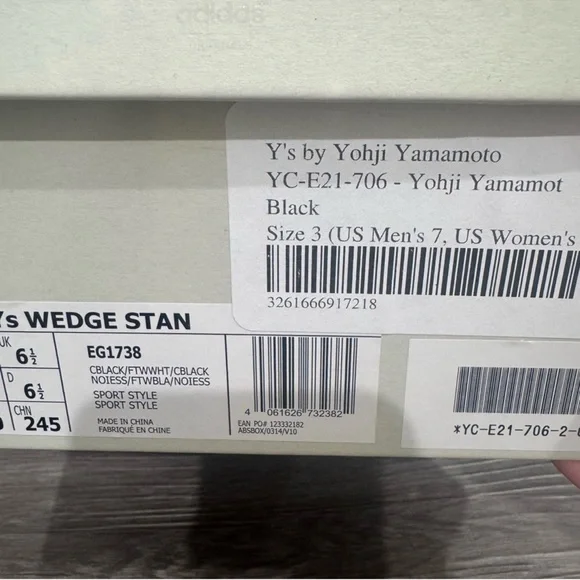 adidas
Y's by Yohji Yamamoto
YC-E21-706 - Yohji Yamamot
Black
Size 3 (US Men's 7, US Women's
3261666917218
Ys WEDGE STAN
UK 6½
EG1738
CBLACK/FTWWHT/CBLACK
NOIESS/FTWBLA/NOIESS
D 6½
SPORT STYLE
SPORT STYLE
CHN 245
MADE IN CHINA
FABRIQUÉ EN CHINE
4 061626 732382
EAN PO# 123332182
ABSBOX/0314/V10
*YC-E21-706-2-